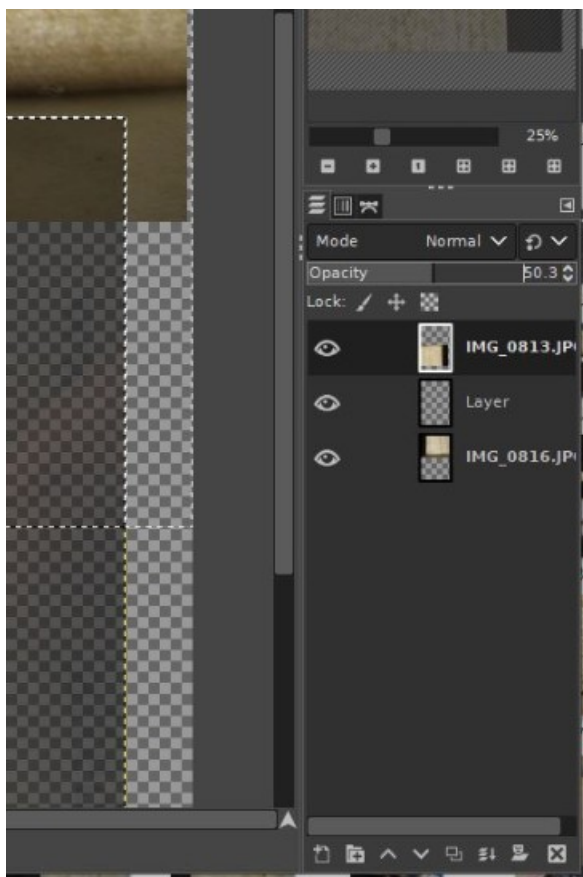 25%
Mode Normal
Opacity 50.3
Lock:
IMG_0813.JP
Layer
IMG_0816.JP